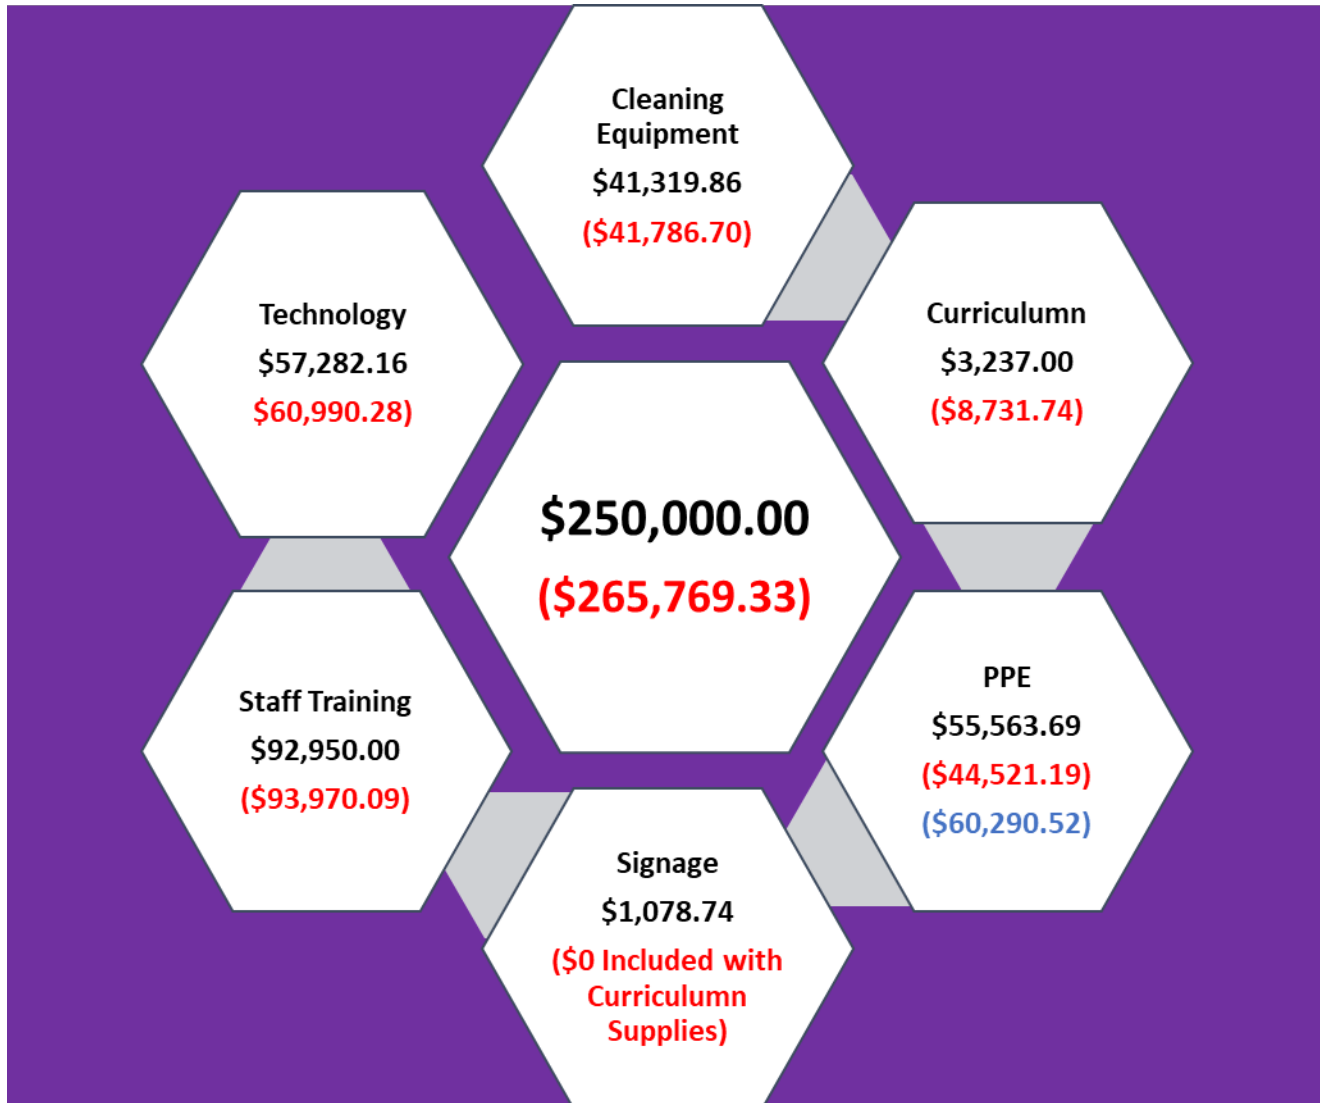 Cleaning
Equipment
$41,319.86
($41,786.70)
Curriculumn
$3,237.00
($8,731.74)
PPE
$55,563.69
($44,521.19)
($60,290.52)
Signage
$1,078.74
($0 Included with
Curriculumn
Supplies)
Staff Training
$92,950.00
($93,970.09)
Technology
$57,282.16
$60,990.28)
$250,000.00
($265,769.33)